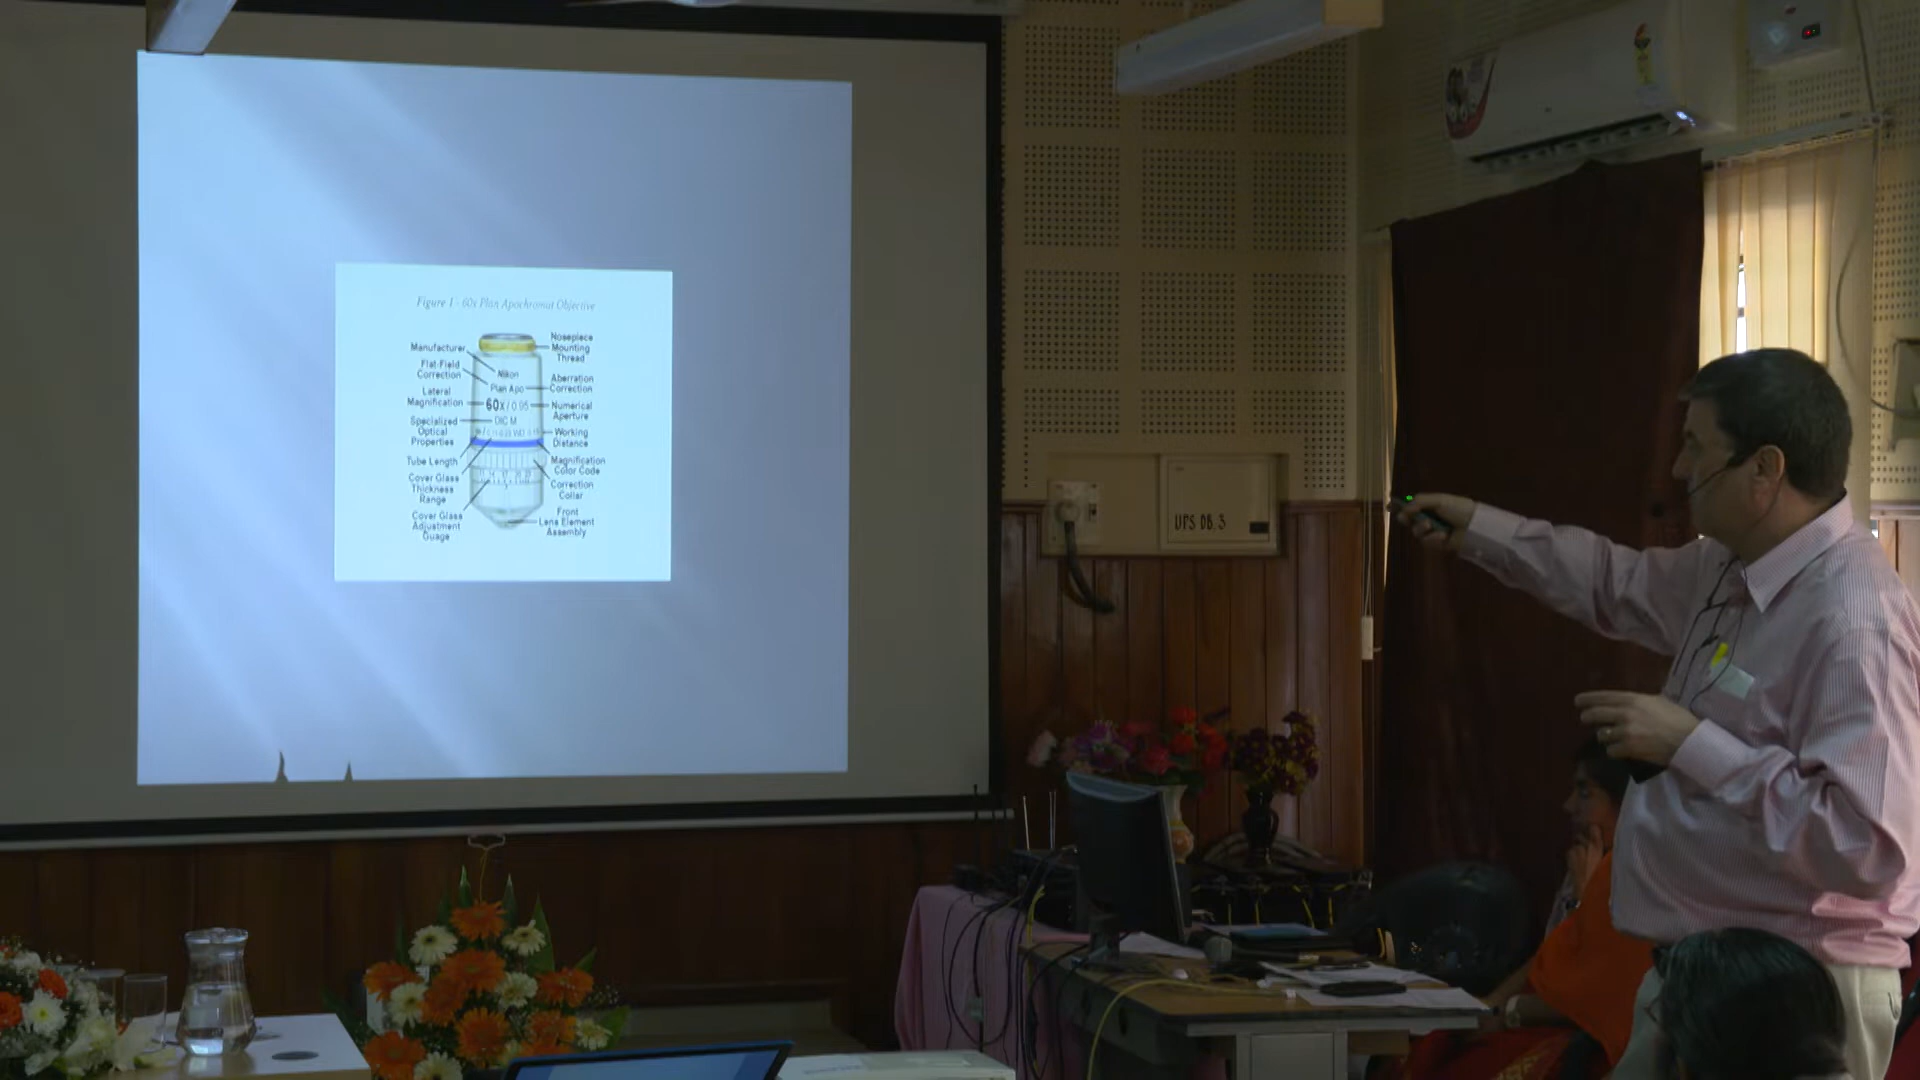 Figure 1 - 60x Plan Apochromat Objective
Manufacturer
Flat-Field
Correction
Lateral
Magnification
Specialized
Optical
Properties
Tube Length
Cover Glass
Thickness
Range
Cover Glass
Adjustment
Guage
Nikon
Plan Apo
60x / 0.95
DIC M
Nosepiece
Mounting
Thread
Aberration
Correction
Numerical
Aperture
Working
Distance
Magnification
Color Code
Correction
Collar
Front
Lens Element
Assembly
UPS DB.3